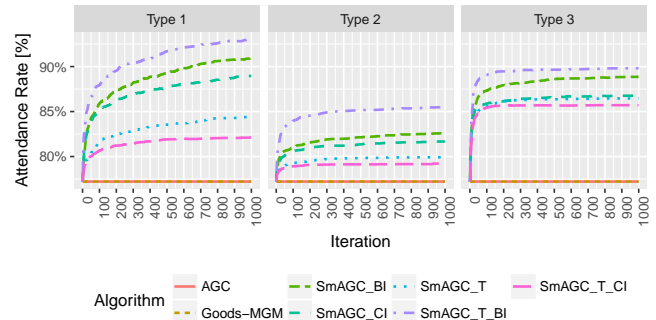 Type 1 Type 2 Type 3
Attendance Rate [%]
90%
85%
80%
0 100 200 300 400 500 600 700 800 900 1000 0 100 200 300 400 500 600 700 800 900 1000 0 100 200 300 400 500 600 700 800 900 1000
Iteration
Algorithm
AGC SmAGC_BI SmAGC_T SmAGC_T_CI
Goods−MGM SmAGC_CI SmAGC_T_BI